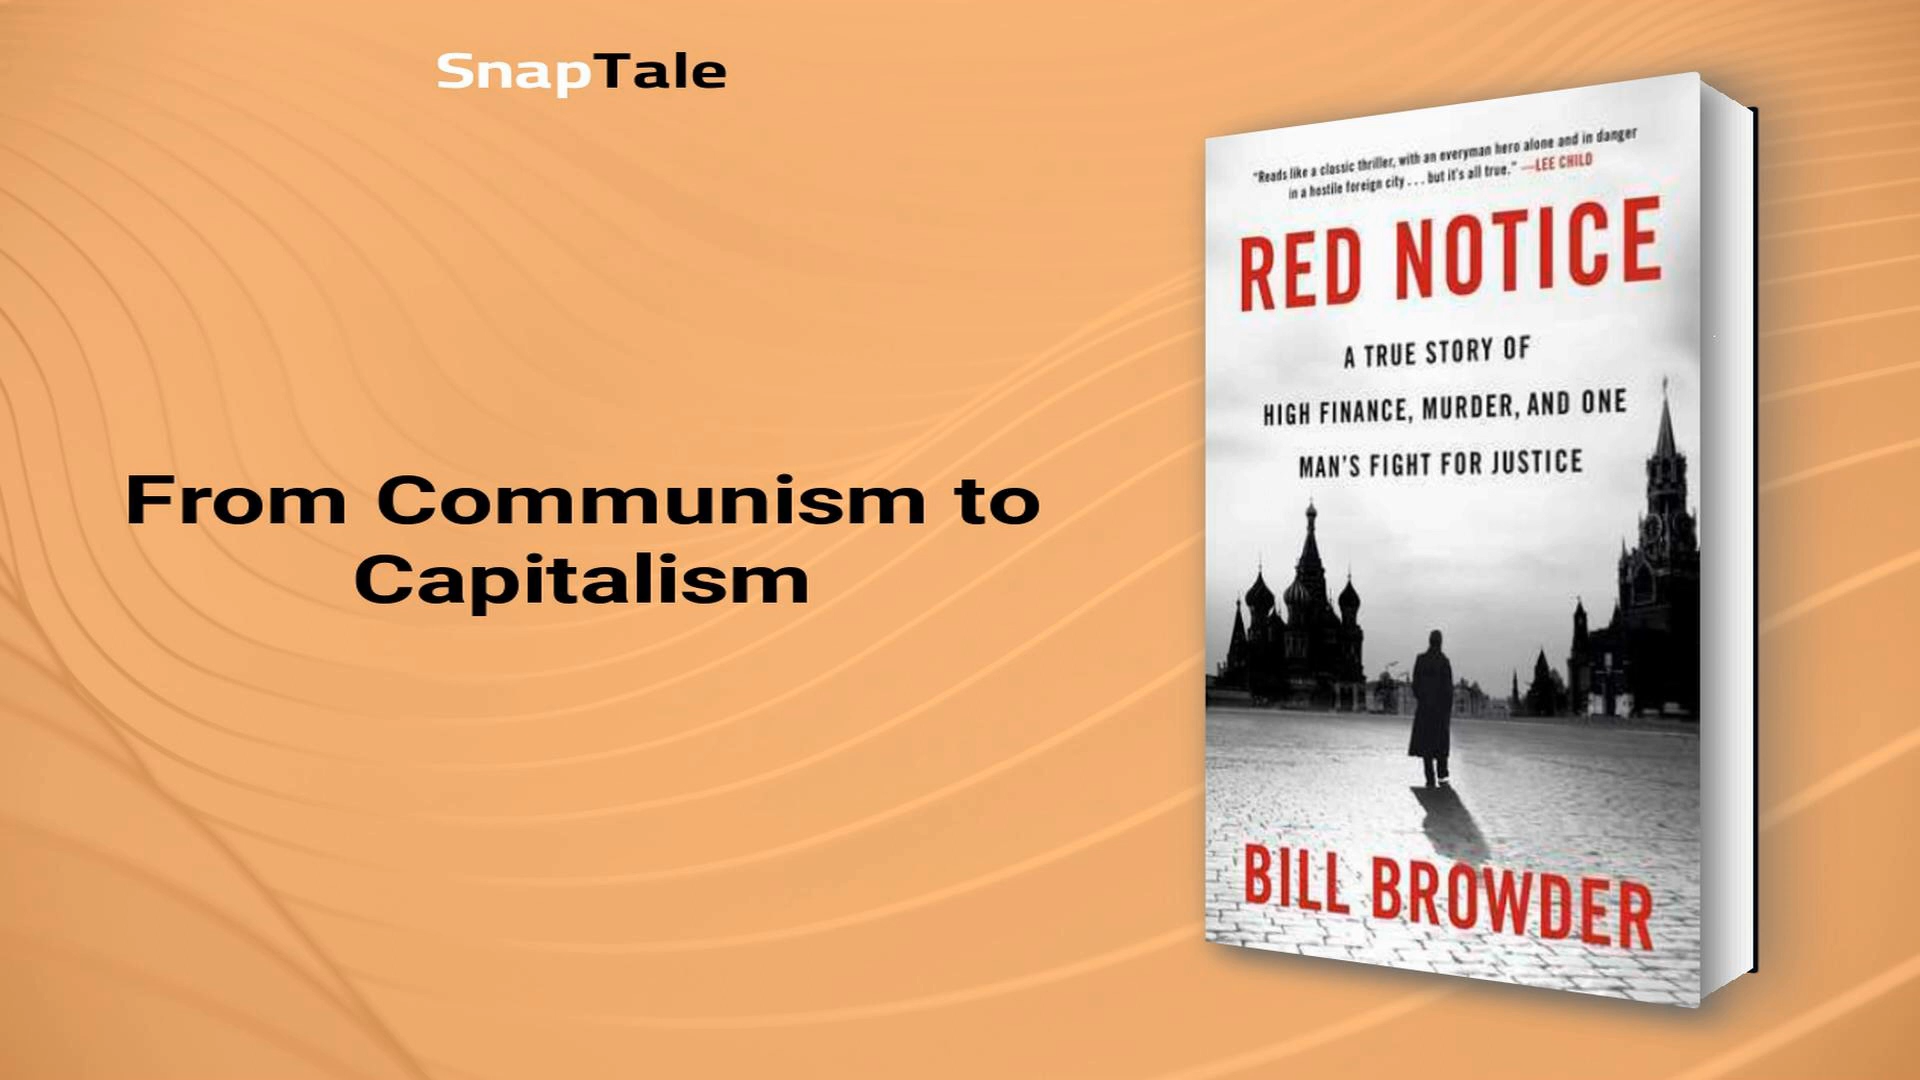 SnapTale
From Communism to
Capitalism
"Reads like a classic thriller, with an everyman hero alone and in danger
in a hostile foreign city . . . but it's all true." —LEE CHILD
RED NOTICE
A TRUE STORY OF
HIGH FINANCE, MURDER, AND ONE
MAN'S FIGHT FOR JUSTICE
BILL BROWDER